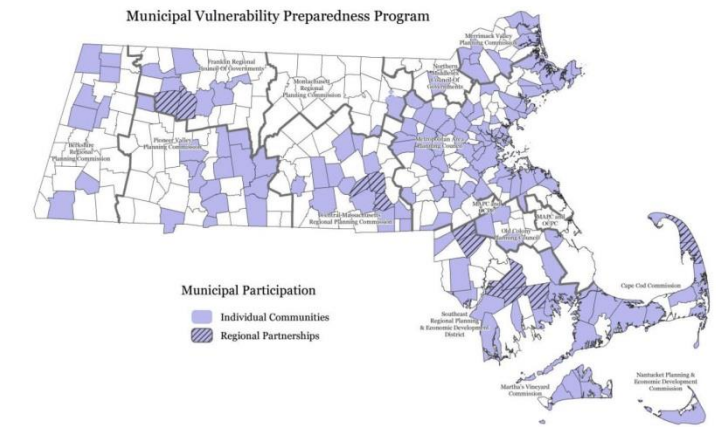 Municipal Vulnerability Preparedness Program
Merrimack Valley
Planning Commission
Franklin Regional
Council Of Governments
Northern
Middlesex
Council Of
Governments
Montachusett
Regional
Planning Commission
Metropolitan Area
Planning Council
Pioneer Valley
Planning Commission
Berkshire
Regional
Planning Commission
Central Massachusetts
Regional Planning Commission
MAPC and
OCPC
MAPC and
OCPC
Old Colony
Planning Council
Cape Cod Commission
Municipal Participation
Individual Communities
Regional Partnerships
Southeast
Regional Planning
& Economic Development
District
Martha's Vineyard
Commission
Nantucket Planning &
Economic Development
Commission